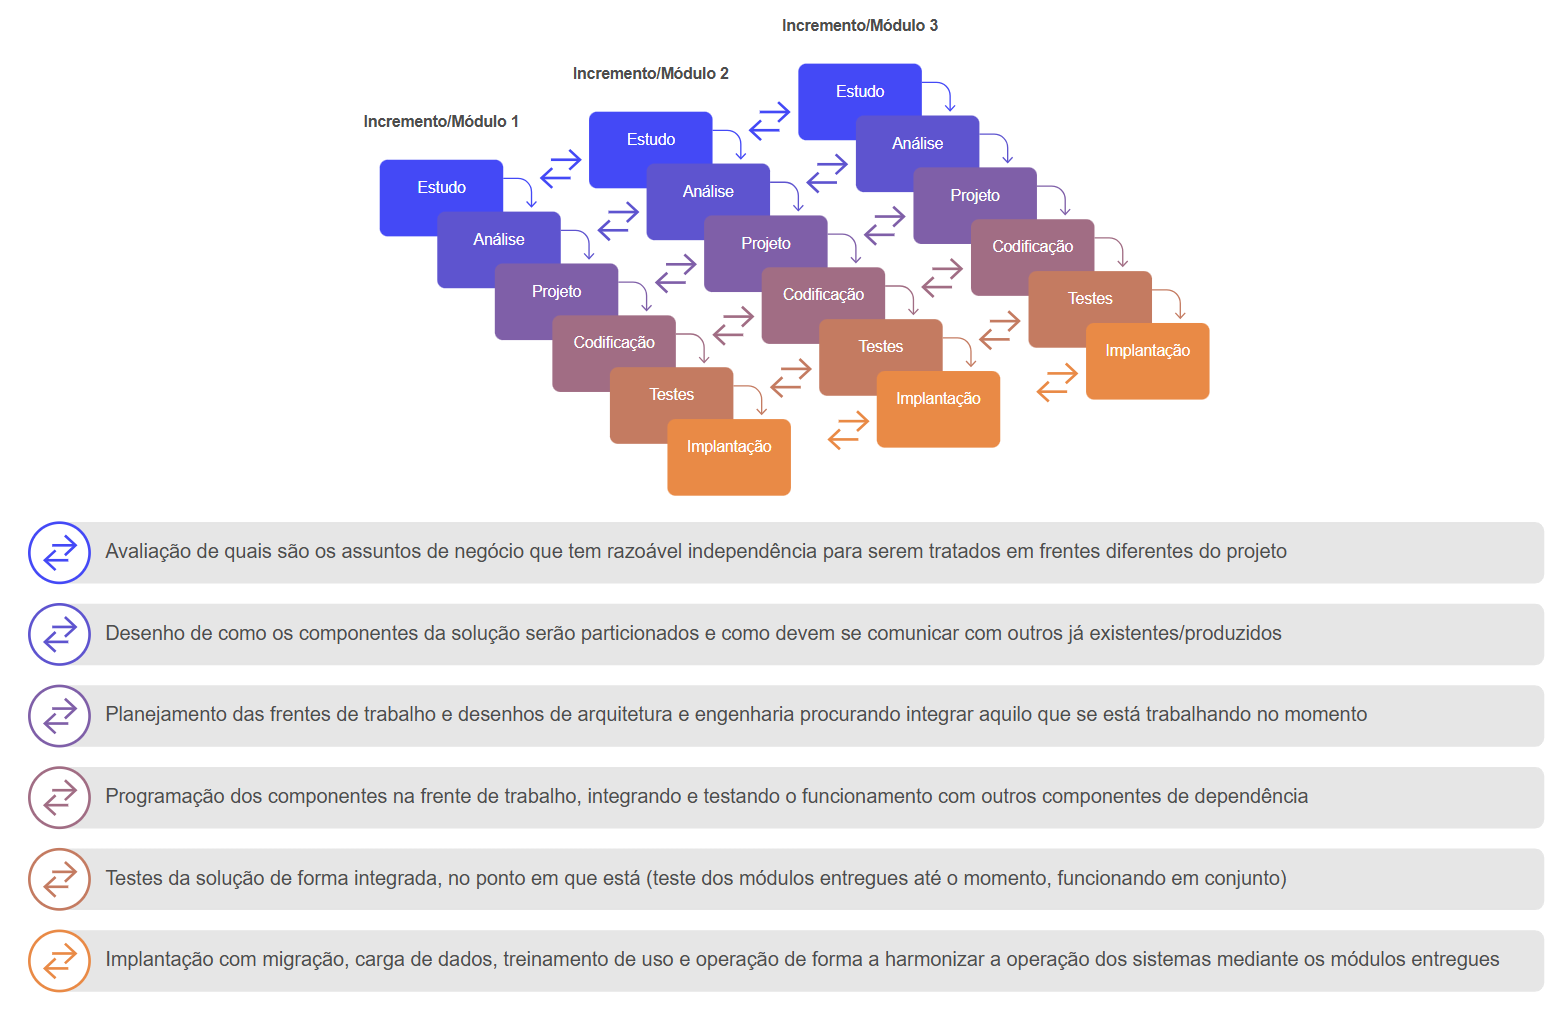 Incremento/Módulo 1
Estudo
Análise
Projeto
Codificação
Testes
Implantação
Incremento/Módulo 2
Estudo
Análise
Projeto
Codificação
Testes
Implantação
Incremento/Módulo 3
Estudo
Análise
Projeto
Codificação
Testes
Implantação
Avaliação de quais são os assuntos de negócio que tem razoável independência para serem tratados em frentes diferentes do projeto
Desenho de como os componentes da solução serão particionados e como devem se comunicar com outros já existentes/produzidos
Planejamento das frentes de trabalho e desenhos de arquitetura e engenharia procurando integrar aquilo que se está trabalhando no momento
Programação dos componentes na frente de trabalho, integrando e testando o funcionamento com outros componentes de dependência
Testes da solução de forma integrada, no ponto em que está (teste dos módulos entregues até o momento, funcionando em conjunto)
Implantação com migração, carga de dados, treinamento de uso e operação de forma a harmonizar a operação dos sistemas mediante os módulos entregues